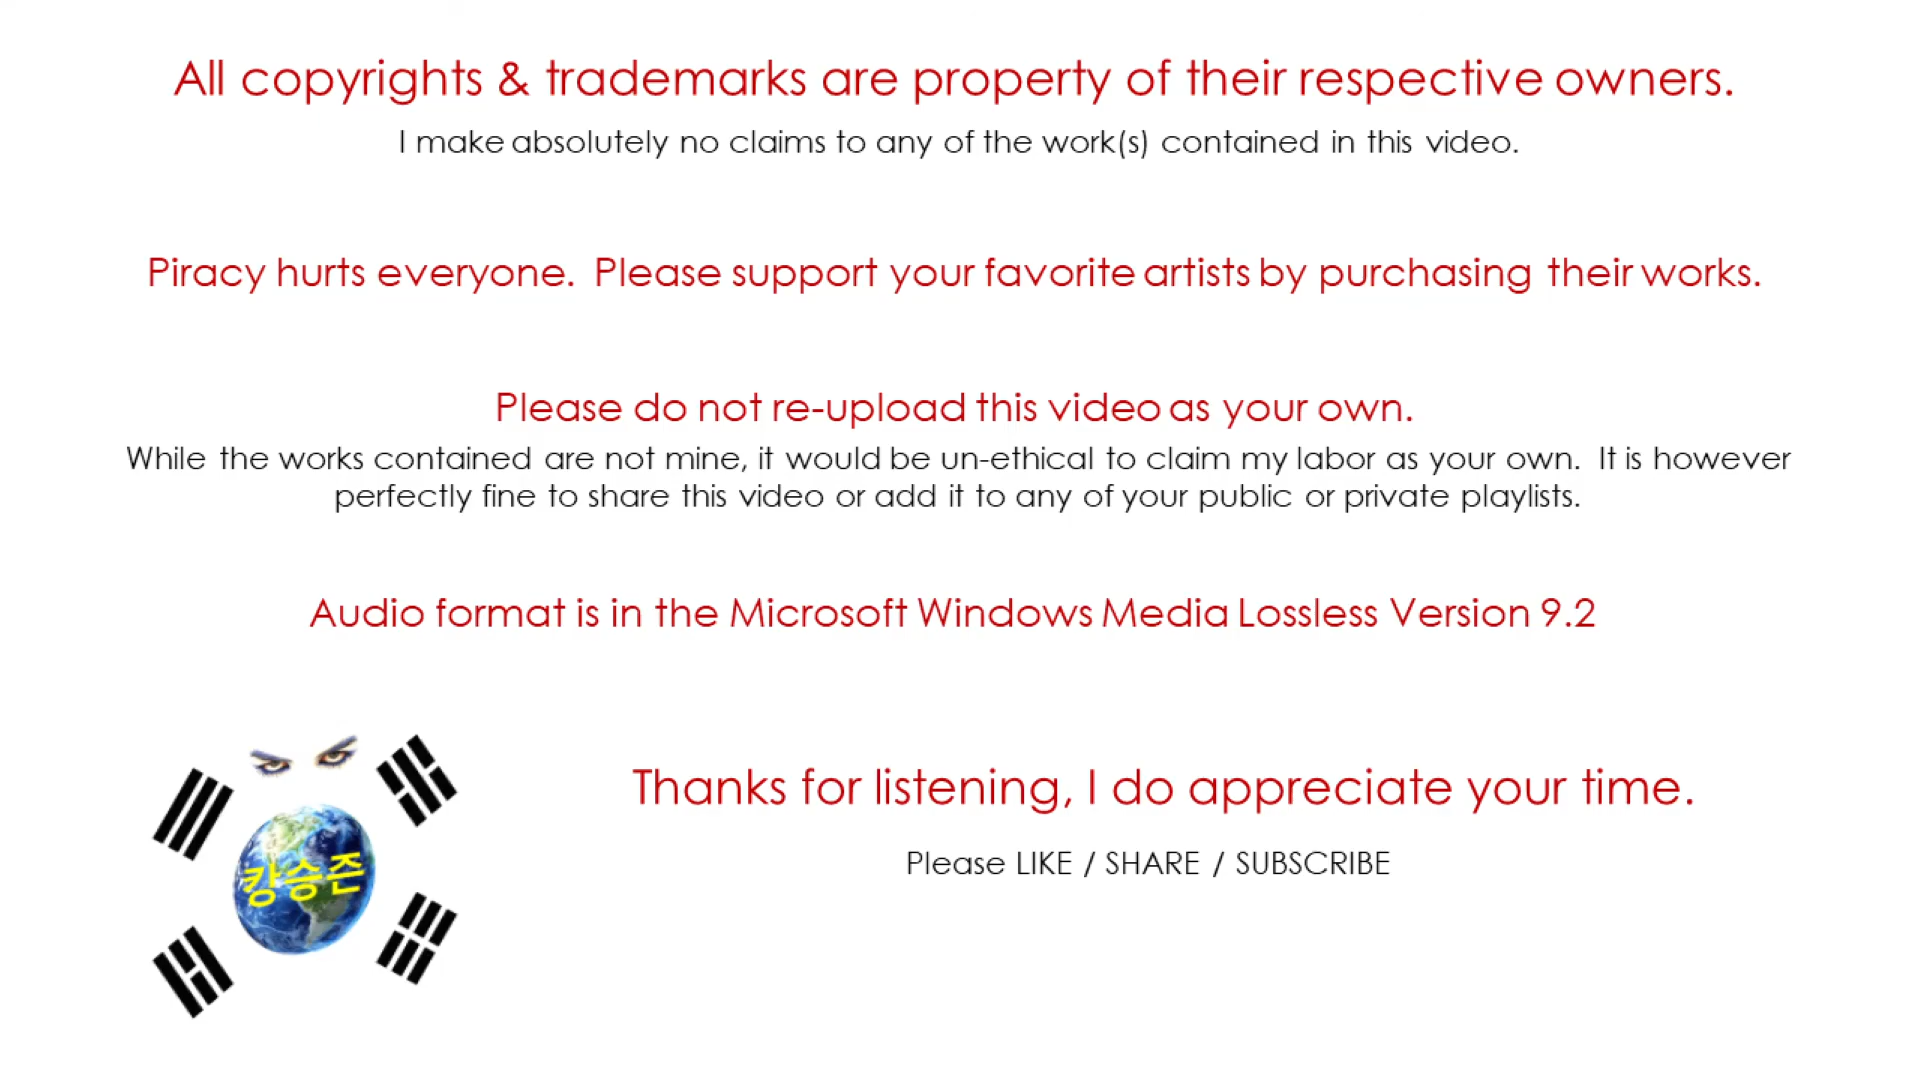 All copyrights & trademarks are property of their respective owners.
I make absolutely no claims to any of the work(s) contained in this video.
Piracy hurts everyone. Please support your favorite artists by purchasing their works.
Please do not re-upload this video as your own.
While the works contained are not mine, it would be un-ethical to claim my labor as your own. It is however
perfectly fine to share this video or add it to any of your public or private playlists.
Audio format is in the Microsoft Windows Media Lossless Version 9.2
Thanks for listening, I do appreciate your time.
Please LIKE / SHARE / SUBSCRIBE
캉승존